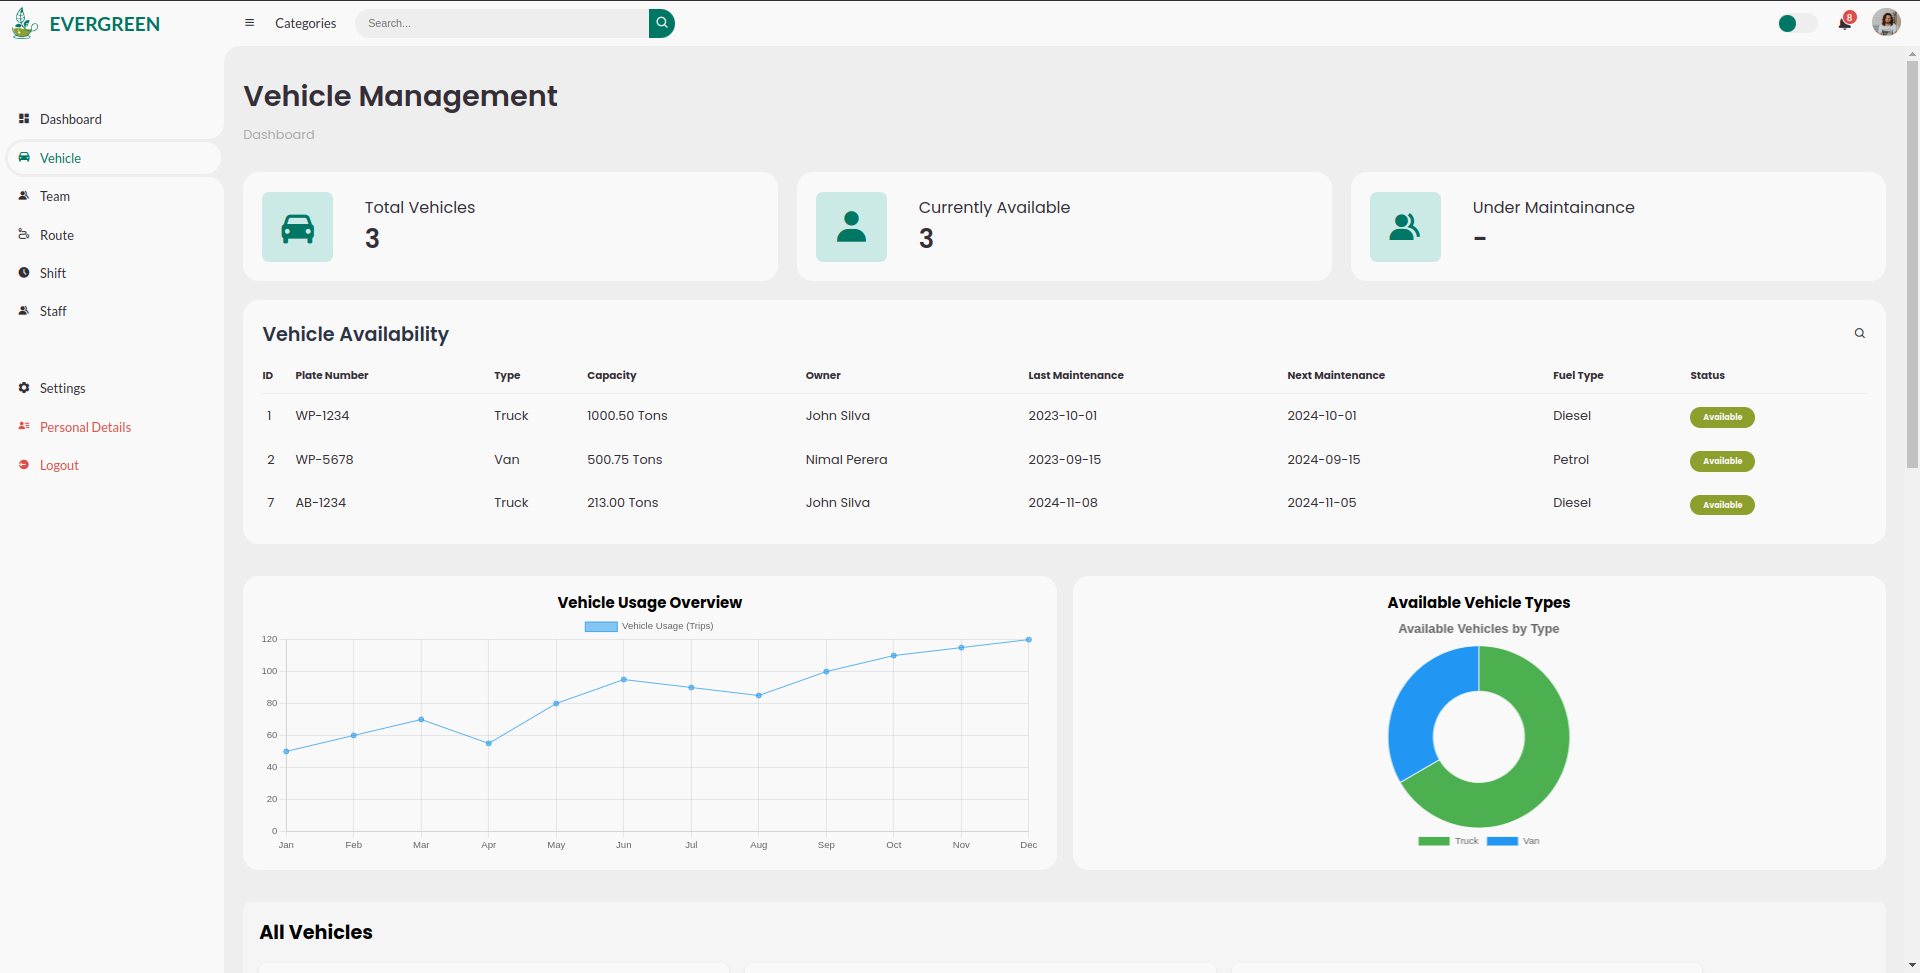 EVERGREEN
Categories
Search...
8
Dashboard
Vehicle
Team
Route
Shift
Staff
Settings
Personal Details
Logout
Vehicle Management
Dashboard
Total Vehicles
3
Currently Available
3
Under Maintainance
-
Vehicle Availability
ID Plate Number Type Capacity Owner Last Maintenance Next Maintenance Fuel Type Status
1 WP-1234 Truck 1000.50 Tons John Silva 2023-10-01 2024-10-01 Diesel Available
2 WP-5678 Van 500.75 Tons Nimal Perera 2023-09-15 2024-09-15 Petrol Available
7 AB-1234 Truck 213.00 Tons John Silva 2024-11-08 2024-11-05 Diesel Available
Vehicle Usage Overview
Vehicle Usage (Trips)
120
100
80
60
40
20
0
Jan Feb Mar Apr May Jun Jul Aug Sep Oct Nov Dec
Available Vehicle Types
Available Vehicles by Type
Truck Van
All Vehicles